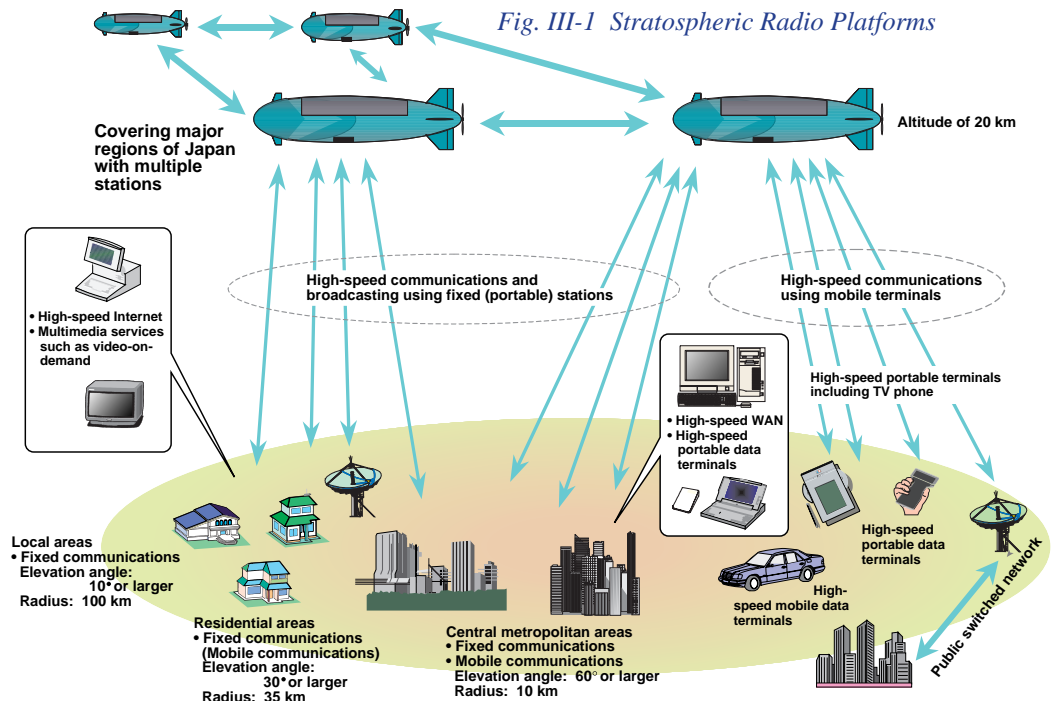 Fig. III-1 Stratospheric Radio Platforms
Covering major
regions of Japan
with multiple
stations
Altitude of 20 km
High-speed communications and
broadcasting using fixed (portable) stations
High-speed communications
using mobile terminals
• High-speed Internet
• Multimedia services
such as video-on-
demand
High-speed portable terminals
including TV phone
• High-speed WAN
• High-speed
portable data
terminals
High-speed
portable data
terminals
High-
speed mobile data
terminals
Public switched network
Local areas
• Fixed communications
Elevation angle:
10° or larger
Radius: 100 km
Residential areas
• Fixed communications
(Mobile communications)
Elevation angle:
30° or larger
Radius: 35 km
Central metropolitan areas
• Fixed communications
• Mobile communications
Elevation angle: 60° or larger
Radius: 10 km